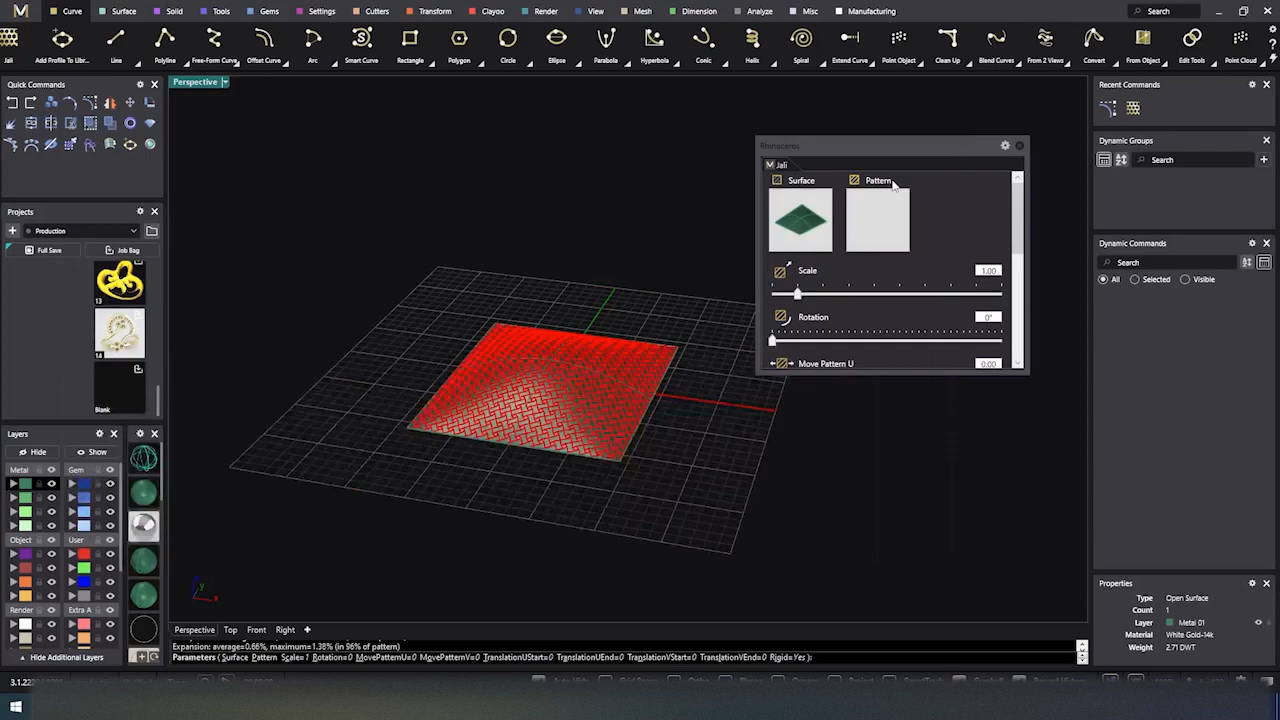 Curve Surface Solid Tools Gems Settings Cutters Transform Clayoo Render View Mesh Dimension Analyze Misc Manufacturing Search
Jali Add Profile To Libr... Line Polyline Free-Form Curve Offset Curve Arc Smart Curve Rectangle Polygon Circle Ellipse Parabola Hyperbola Conic Helix Spiral Extend Curve Point Object Clean Up Blend Curves From 2 Views Convert From Object Edit Tools Point Cloud
Quick Commands
Perspective
Recent Commands
Rhinoceros
Jali
Surface Pattern
Scale 1.00
Rotation 0°
Move Pattern U 0.00
Dynamic Groups
Search
Projects
Production
Full Save Job Bag
13
14
Blank
Dynamic Commands
Search
All Selected Visible
Layers
Hide Show
Metal Gem
Object User
Render Extra A
Hide Additional Layers
y
x
Perspective Top Front Right
Expansion: average=0.66%, maximum=1.38% (in 96% of pattern)
Parameters ( Surface Pattern Scale=1 Rotation=0 MovePatternU=0 MovePatternV=0 TranslationUStart=0 TranslationUEnd=0 TranslationVStart=0 TranslationVEnd=0 Rigid=Yes ):
Properties
Type Open Surface
Count 1
Layer Metal 01
Material White Gold-14k
Weight 2.71 DWT